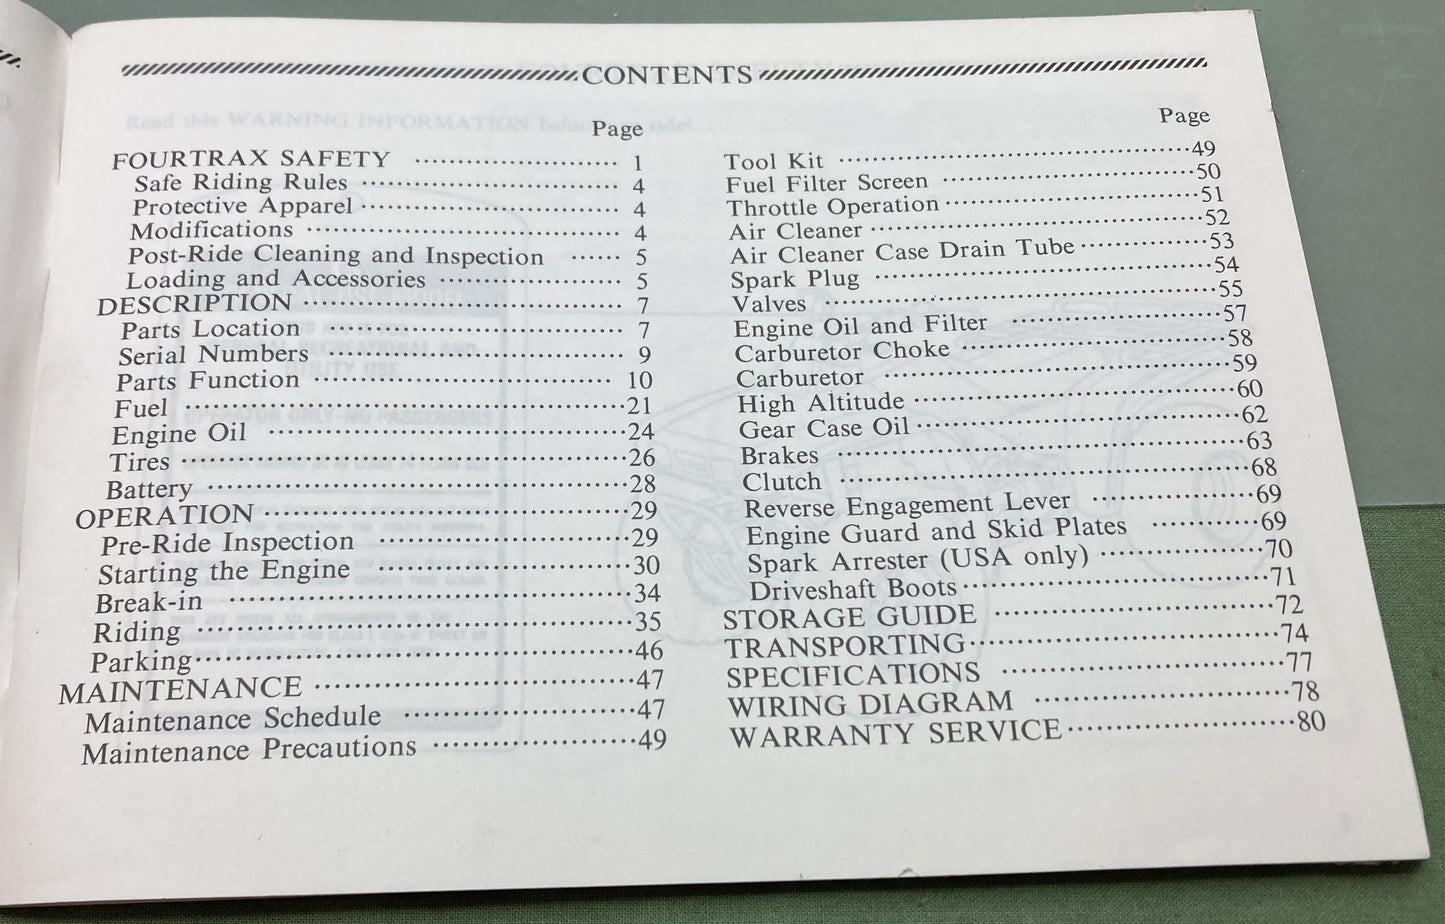 CONTENTS
Page
FOURTRAX SAFETY 1
Safe Riding Rules 4
Protective Apparel 4
Modifications 4
Post-Ride Cleaning and Inspection 5
Loading and Accessories 5
DESCRIPTION 7
Parts Location 7
Serial Numbers 9
Parts Function 10
Fuel 21
Engine Oil 24
Tires 26
Battery 28
OPERATION 29
Pre-Ride Inspection 29
Starting the Engine 30
Break-in 34
Riding 35
Parking 46
MAINTENANCE 47
Maintenance Schedule 47
Maintenance Precautions 49
Page
Tool Kit 49
Fuel Filter Screen 50
Throttle Operation 51
Air Cleaner 52
Air Cleaner Case Drain Tube 53
Spark Plug 54
Valves 55
Engine Oil and Filter 57
Carburetor Choke 58
Carburetor 59
High Altitude 60
Gear Case Oil 62
Brakes 63
Clutch 68
Reverse Engagement Lever 69
Engine Guard and Skid Plates 69
Spark Arrester (USA only) 70
Driveshaft Boots 71
STORAGE GUIDE 72
TRANSPORTING 74
SPECIFICATIONS 77
WIRING DIAGRAM 78
WARRANTY SERVICE 80